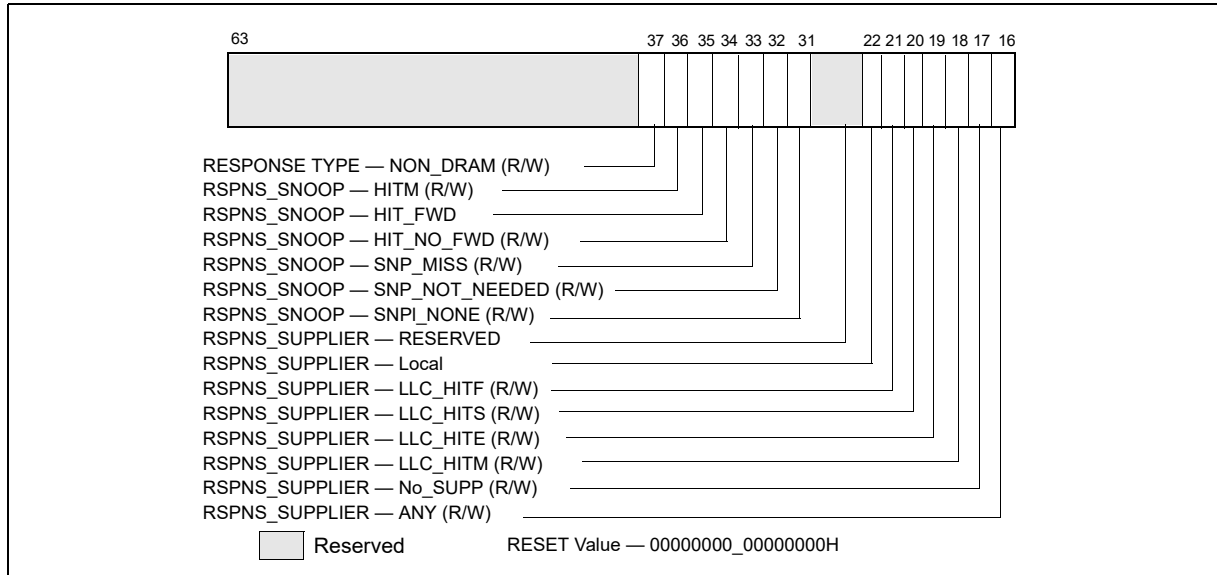 63 37 36 35 34 33 32 31 22 21 20 19 18 17 16
RESPONSE TYPE — NON_DRAM (R/W)
RSPNS_SNOOP — HITM (R/W)
RSPNS_SNOOP — HIT_FWD
RSPNS_SNOOP — HIT_NO_FWD (R/W)
RSPNS_SNOOP — SNP_MISS (R/W)
RSPNS_SNOOP — SNP_NOT_NEEDED (R/W)
RSPNS_SNOOP — SNPl_NONE (R/W)
RSPNS_SUPPLIER — RESERVED
RSPNS_SUPPLIER — Local
RSPNS_SUPPLIER — LLC_HITF (R/W)
RSPNS_SUPPLIER — LLC_HITS (R/W)
RSPNS_SUPPLIER — LLC_HITE (R/W)
RSPNS_SUPPLIER — LLC_HITM (R/W)
RSPNS_SUPPLIER — No_SUPP (R/W)
RSPNS_SUPPLIER — ANY (R/W)
Reserved RESET Value — 00000000_00000000H